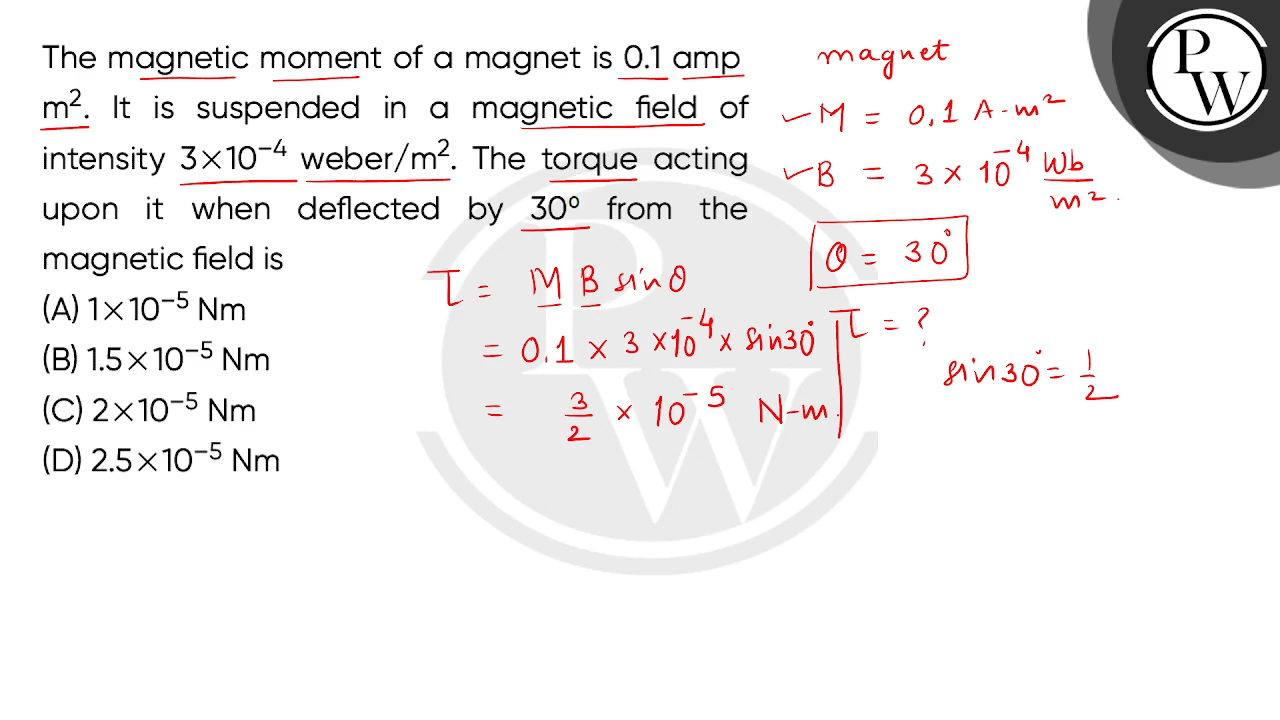 The magnetic moment of a magnet is 0.1 amp
m². It is suspended in a magnetic field of
intensity 3×10⁻⁴ weber/m². The torque acting
upon it when deflected by 30° from the
magnetic field is
(A) 1×10⁻⁵ Nm
(B) 1.5×10⁻⁵ Nm
(C) 2×10⁻⁵ Nm
(D) 2.5×10⁻⁵ Nm
τ = M B sinθ
= 0.1 × 3 ×10⁻⁴ × sin30°
= 3/2 × 10⁻⁵ N-m
magnet
✓M = 0.1 A-m²
✓B = 3 × 10⁻⁴ Wb/m².
θ = 30°
τ = ?
sin30° = 1/2
P
W
P
W